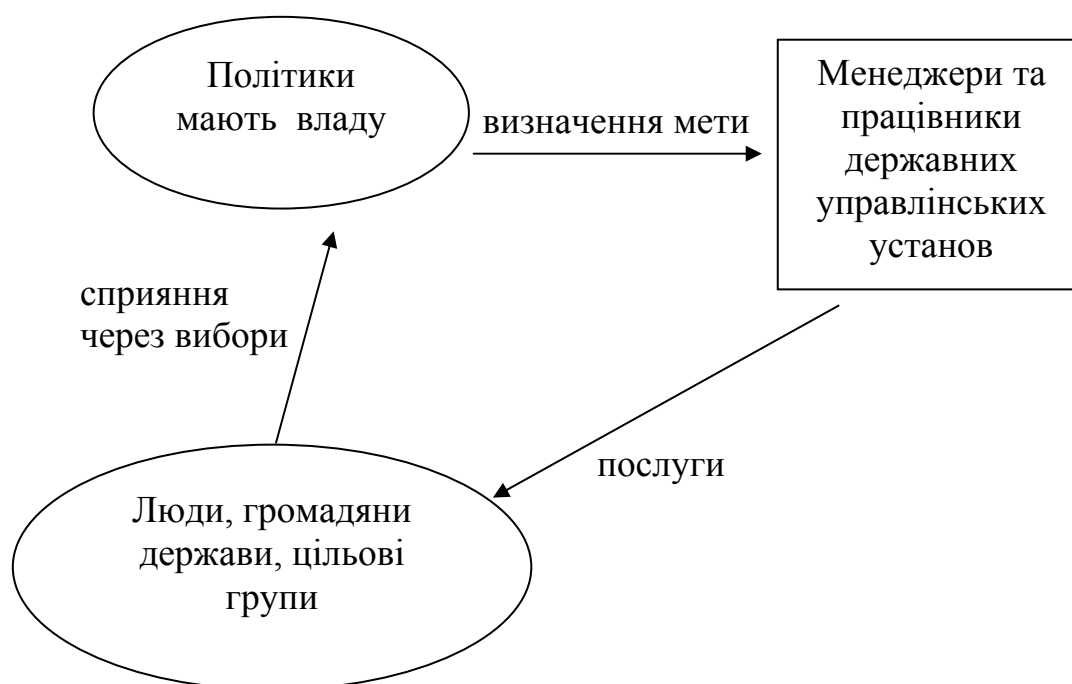 Політики
мають владу
визначення мети
Менеджери та
працівники
державних
управлінських
установ
сприяння
через вибори
послуги
Люди, громадяни
держави, цільові
групи